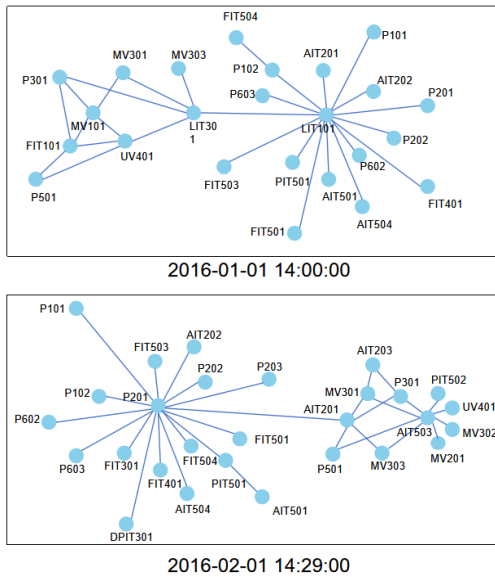 FIT504
P101
MV301
MV303
AIT201
P102
P301
AIT202
P603
P201
MV101
LIT30
1
LIT101
FIT101
P202
UV401
P602
FIT503
PIT501
P501
AIT501
FIT401
AIT504
FIT501
2016-01-01 14:00:00
P101
AIT202
FIT503
AIT203
P202
P203
P301
PIT502
MV301
P102
P201
UV401
AIT201
P602
AIT503
MV302
FIT501
P501
MV201
P603
FIT301
FIT504
MV303
FIT401
PIT501
AIT504
AIT501
DPIT301
2016-02-01 14:29:00